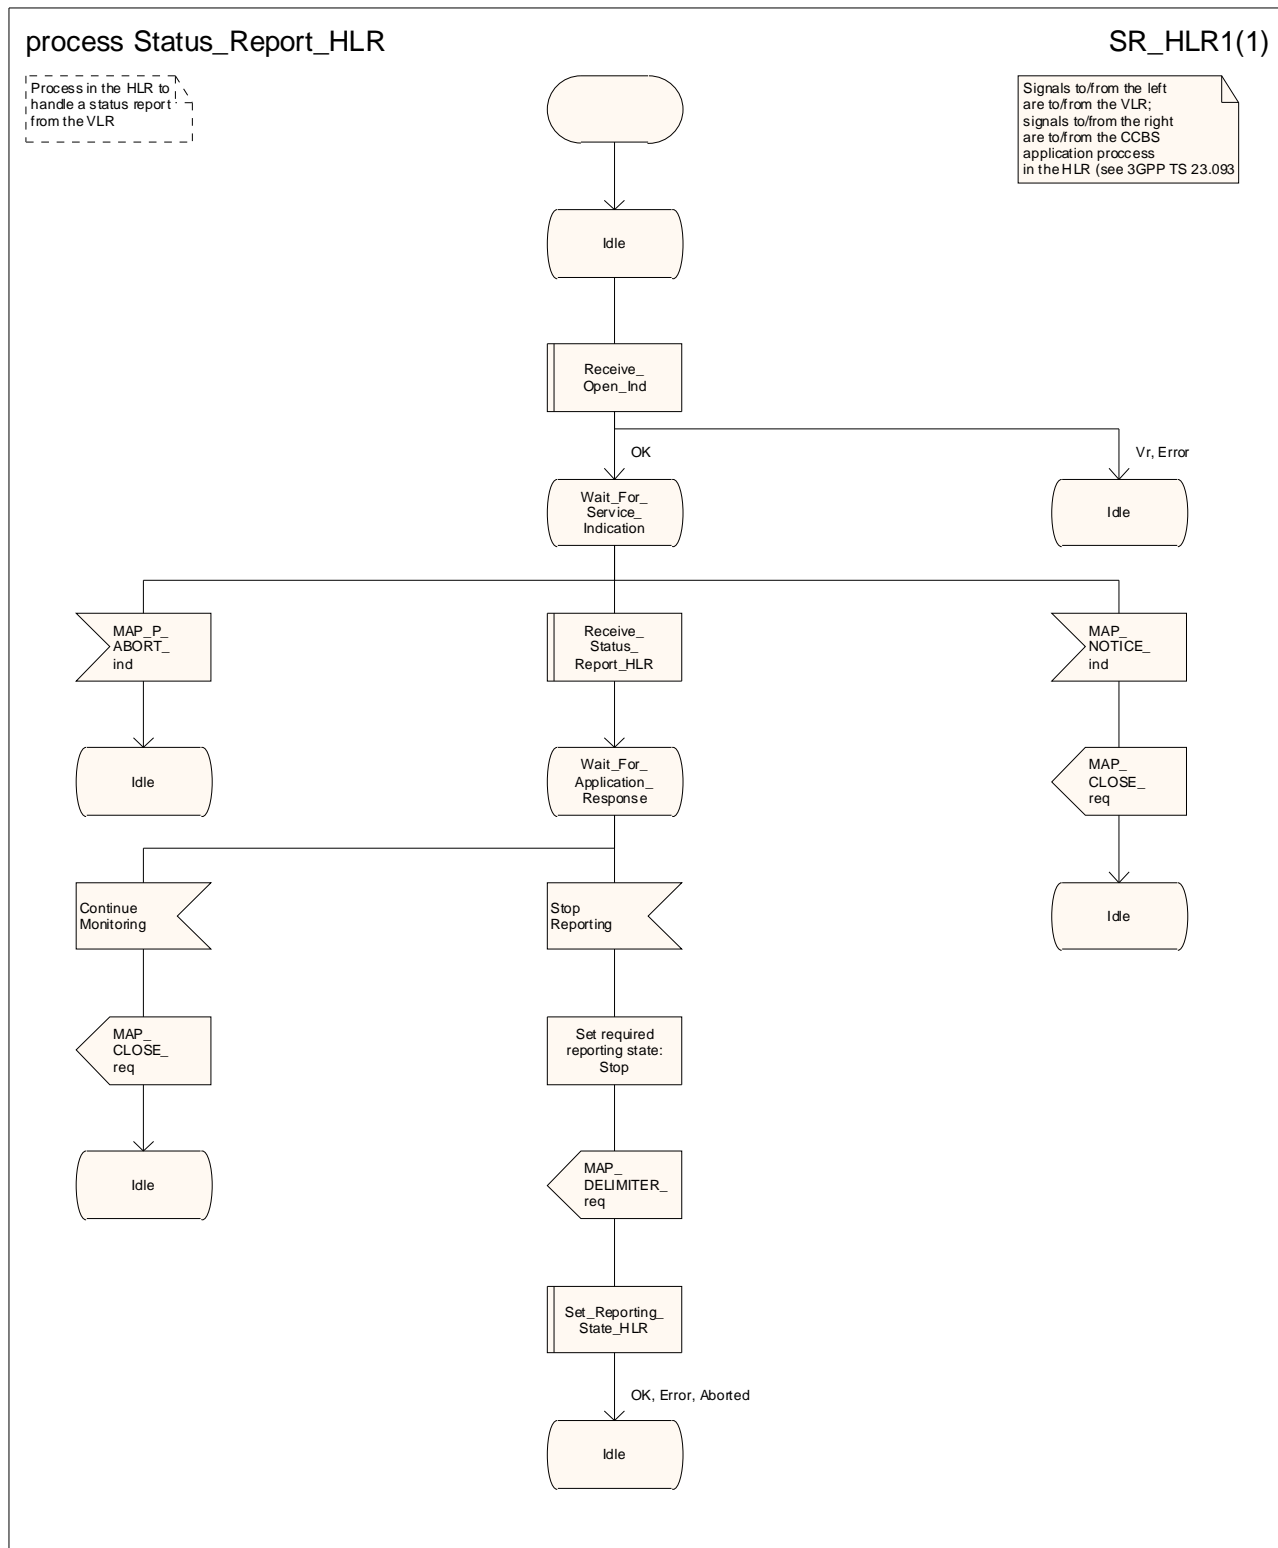 process Status_Report_HLR
SR_HLR1(1)
Process in the HLR to
handle a status report
from the VLR
Signals to/from the left
are to/from the VLR;
signals to/from the right
are to/from the CCBS
application proccess
in the HLR (see 3GPP TS 23.093
Idle
Receive_
Open_Ind
OK
Vr, Error
Wait_For_
Service_
Indication
Idle
MAP_P_
ABORT_
ind
Receive_
Status_
Report_HLR
MAP_
NOTICE_
ind
Idle
Wait_For_
Application_
Response
MAP_
CLOSE_
req
Continue
Monitoring
Stop
Reporting
Idle
MAP_
CLOSE_
req
Set required
reporting state:
Stop
Idle
MAP_
DELIMITER_
req
Set_Reporting_
State_HLR
OK, Error, Aborted
Idle